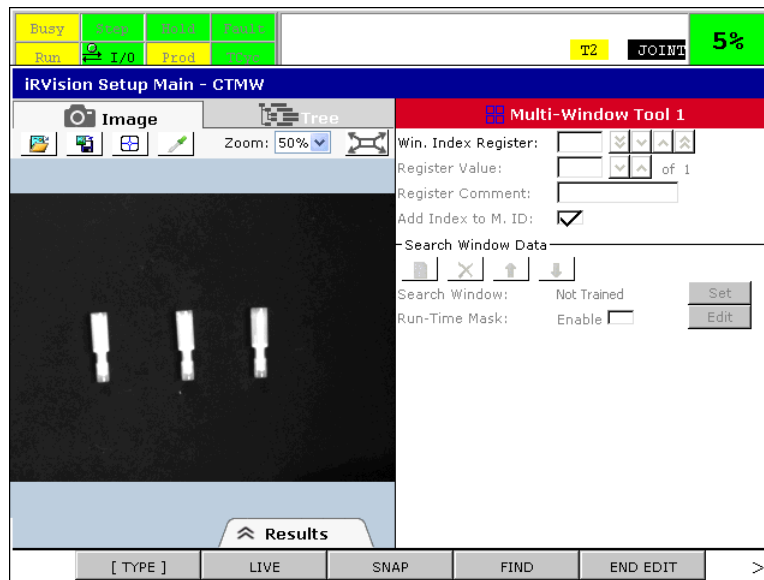 Busy Step Hold Fault
Run I/O Prod TCyc
T2 JOINT 5%
iRVision Setup Main - CTMW
Image Tree
Multi-Window Tool 1
Zoom: 50%
Win. Index Register:
Register Value: of 1
Register Comment:
Add Index to M. ID:
Search Window Data
Search Window: Not Trained Set
Run-Time Mask: Enable Edit
Results
[ TYPE ] LIVE SNAP FIND END EDIT >